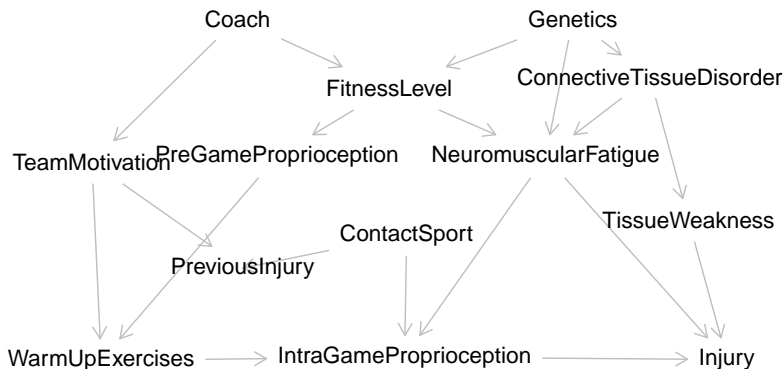 Coach
Genetics
FitnessLevel
ConnectiveTissueDisorder
TeamMotivation
PreGameProprioception
NeuromuscularFatigue
ContactSport
TissueWeakness
PreviousInjury
WarmUpExercises
IntraGameProprioception
Injury